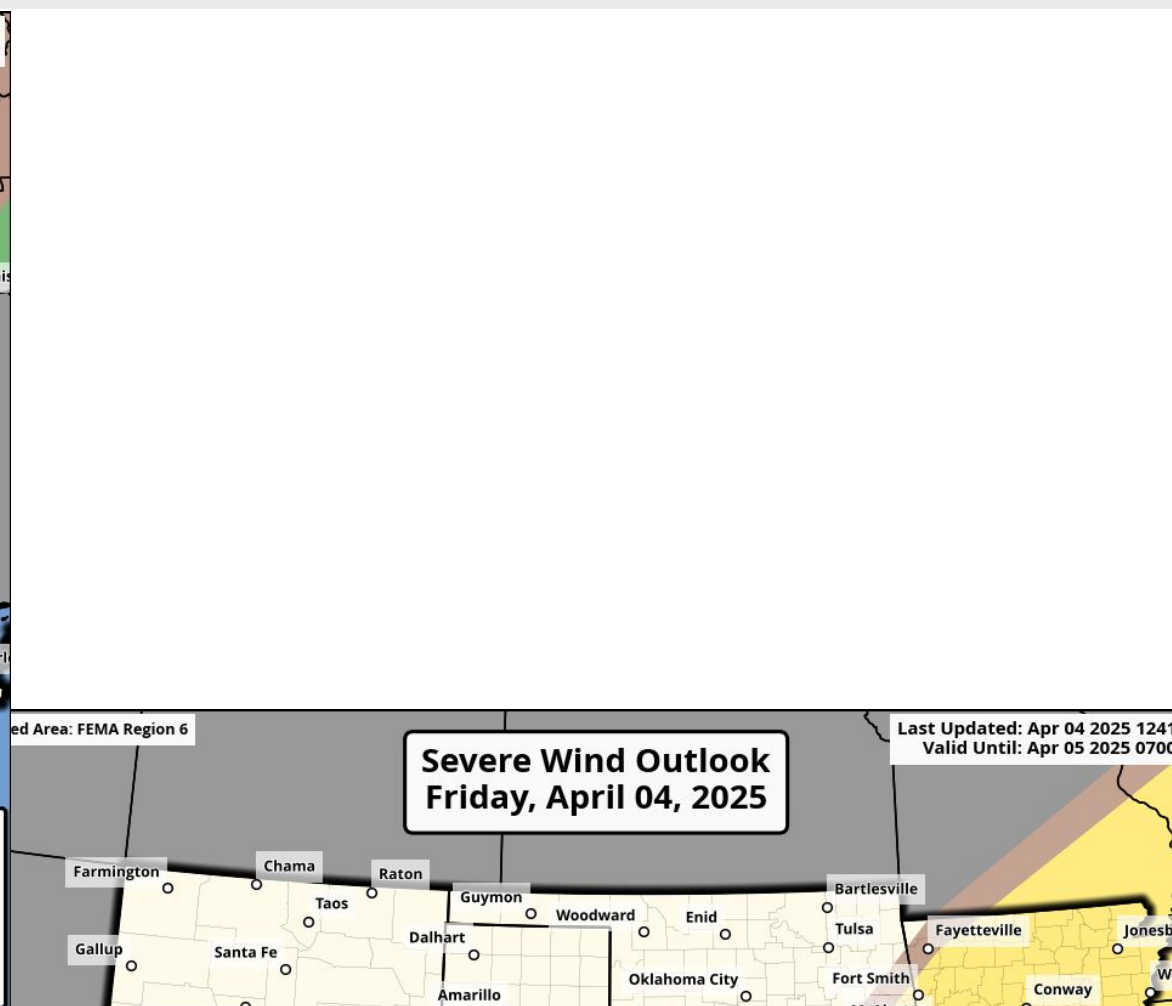 ed Area: FEMA Region 6
Severe Wind Outlook
Friday, April 04, 2025
Last Updated: Apr 04 2025 1241
Valid Until: Apr 05 2025 0700
Farmington
Chama
Raton
Taos
Guymon
Woodward
Enid
Bartlesville
Tulsa
Fayetteville
Jonesb
Gallup
Santa Fe
Dalhart
Oklahoma City
Fort Smith
Amarillo
Conway